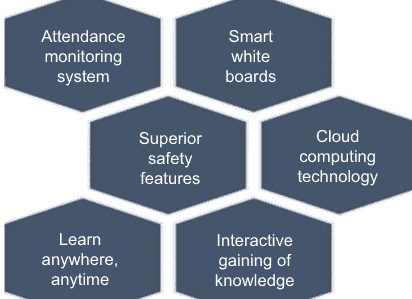 Attendance
monitoring
system
Smart
white
boards
Superior
safety
features
Cloud
computing
technology
Learn
anywhere,
anytime
Interactive
gaining of
knowledge